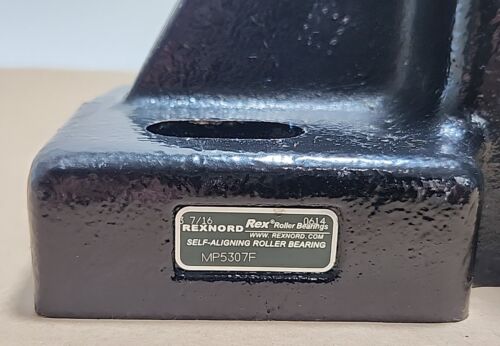 3 7/16 0614
REXNORD Rex® Roller Bearings
WWW. REXNORD.COM
SELF-ALIGNING ROLLER BEARING
MP5307F